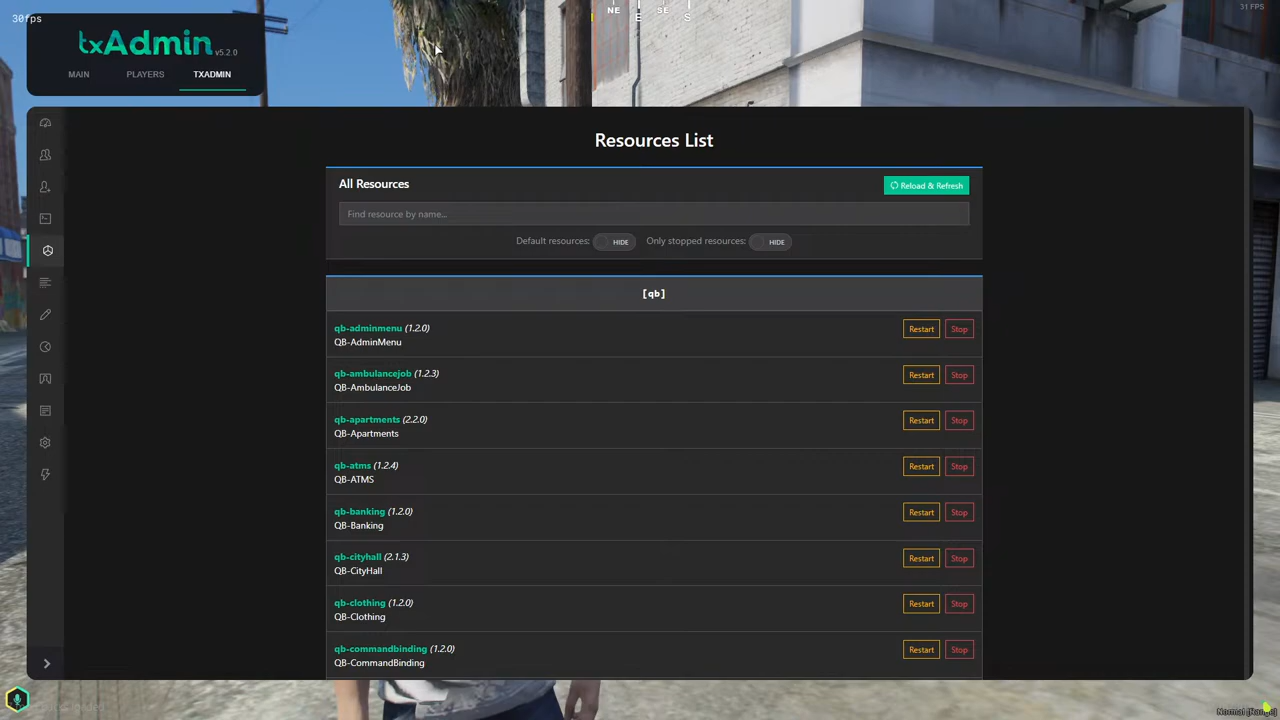 30fps
NE
SE
E
S
31 FPS
txAdmin v5.2.0
MAIN PLAYERS TXADMIN
Resources List
All Resources
Reload & Refresh
Find resource by name...
Default resources: HIDE Only stopped resources: HIDE
[qb]
qb-adminmenu (1.2.0)
QB-AdminMenu
Restart Stop
qb-ambulancejob (1.2.3)
QB-AmbulanceJob
Restart Stop
qb-apartments (2.2.0)
QB-Apartments
Restart Stop
qb-atms (1.2.4)
QB-ATMS
Restart Stop
qb-banking (1.2.0)
QB-Banking
Restart Stop
qb-cityhall (2.1.3)
QB-CityHall
Restart Stop
qb-clothing (1.2.0)
QB-Clothing
Restart Stop
qb-commandbinding (1.2.0)
QB-CommandBinding
Restart Stop
Normal [Range]